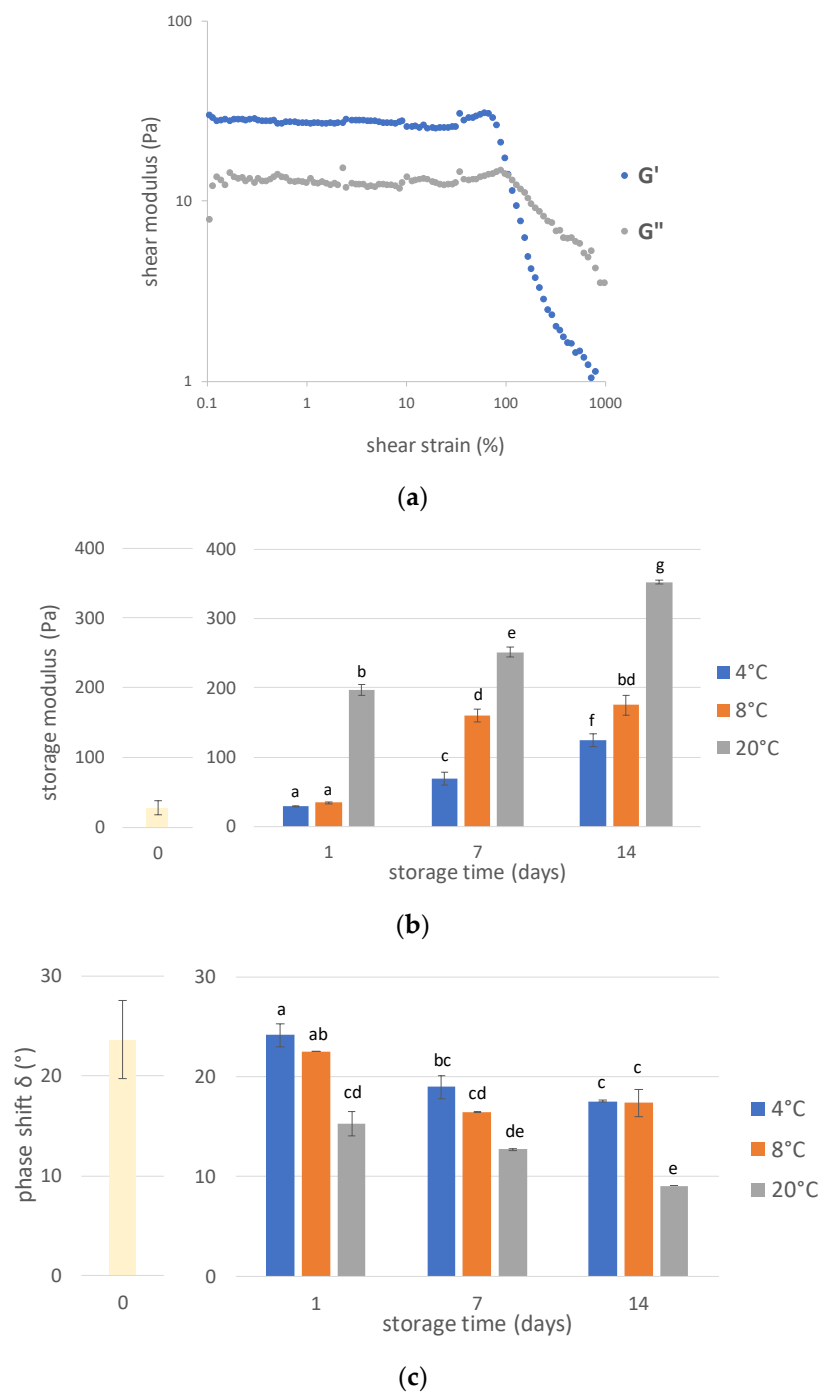 100
10
1
shear modulus (Pa)
0.1 1 10 100 1000
shear strain (%)
G'
G"
(a)
400 400
300 300
200 200
100 100
0 0
storage modulus (Pa)
a a b
c d e
f bd g
0 1 7 14
storage time (days)
4°C
8°C
20°C
(b)
30 30
20 20
10 10
0 0
phase shift δ (°)
a ab cd
bc cd de
c c e
0 1 7 14
storage time (days)
4°C
8°C
20°C
(c)